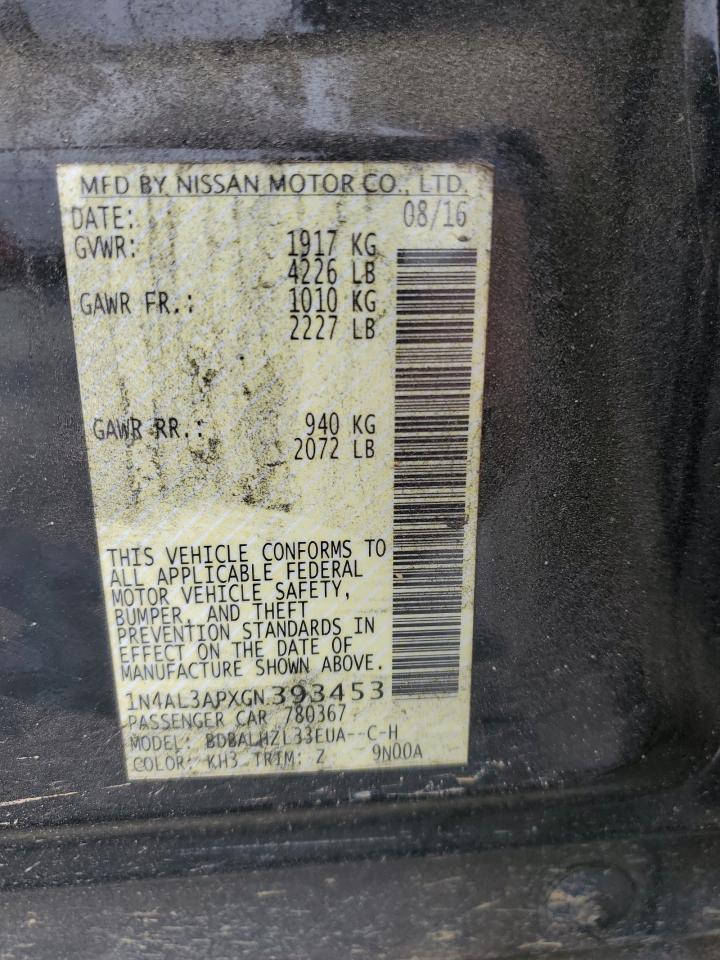 MFD BY NISSAN MOTOR CO., LTD.
DATE: 08/16
GVWR: 1917 KG
4226 LB
GAWR FR.: 1010 KG
2227 LB
GAWR RR.: 940 KG
2072 LB
THIS VEHICLE CONFORMS TO
ALL APPLICABLE FEDERAL
MOTOR VEHICLE SAFETY,
BUMPER, AND THEFT
PREVENTION STANDARDS IN
EFFECT ON THE DATE OF
MANUFACTURE SHOWN ABOVE.
1N4AL3APXGN393453
PASSENGER CAR 780367
MODEL: BDBALHZL33EUA--C-H
COLOR: KH3 TRIM: Z 9N00A